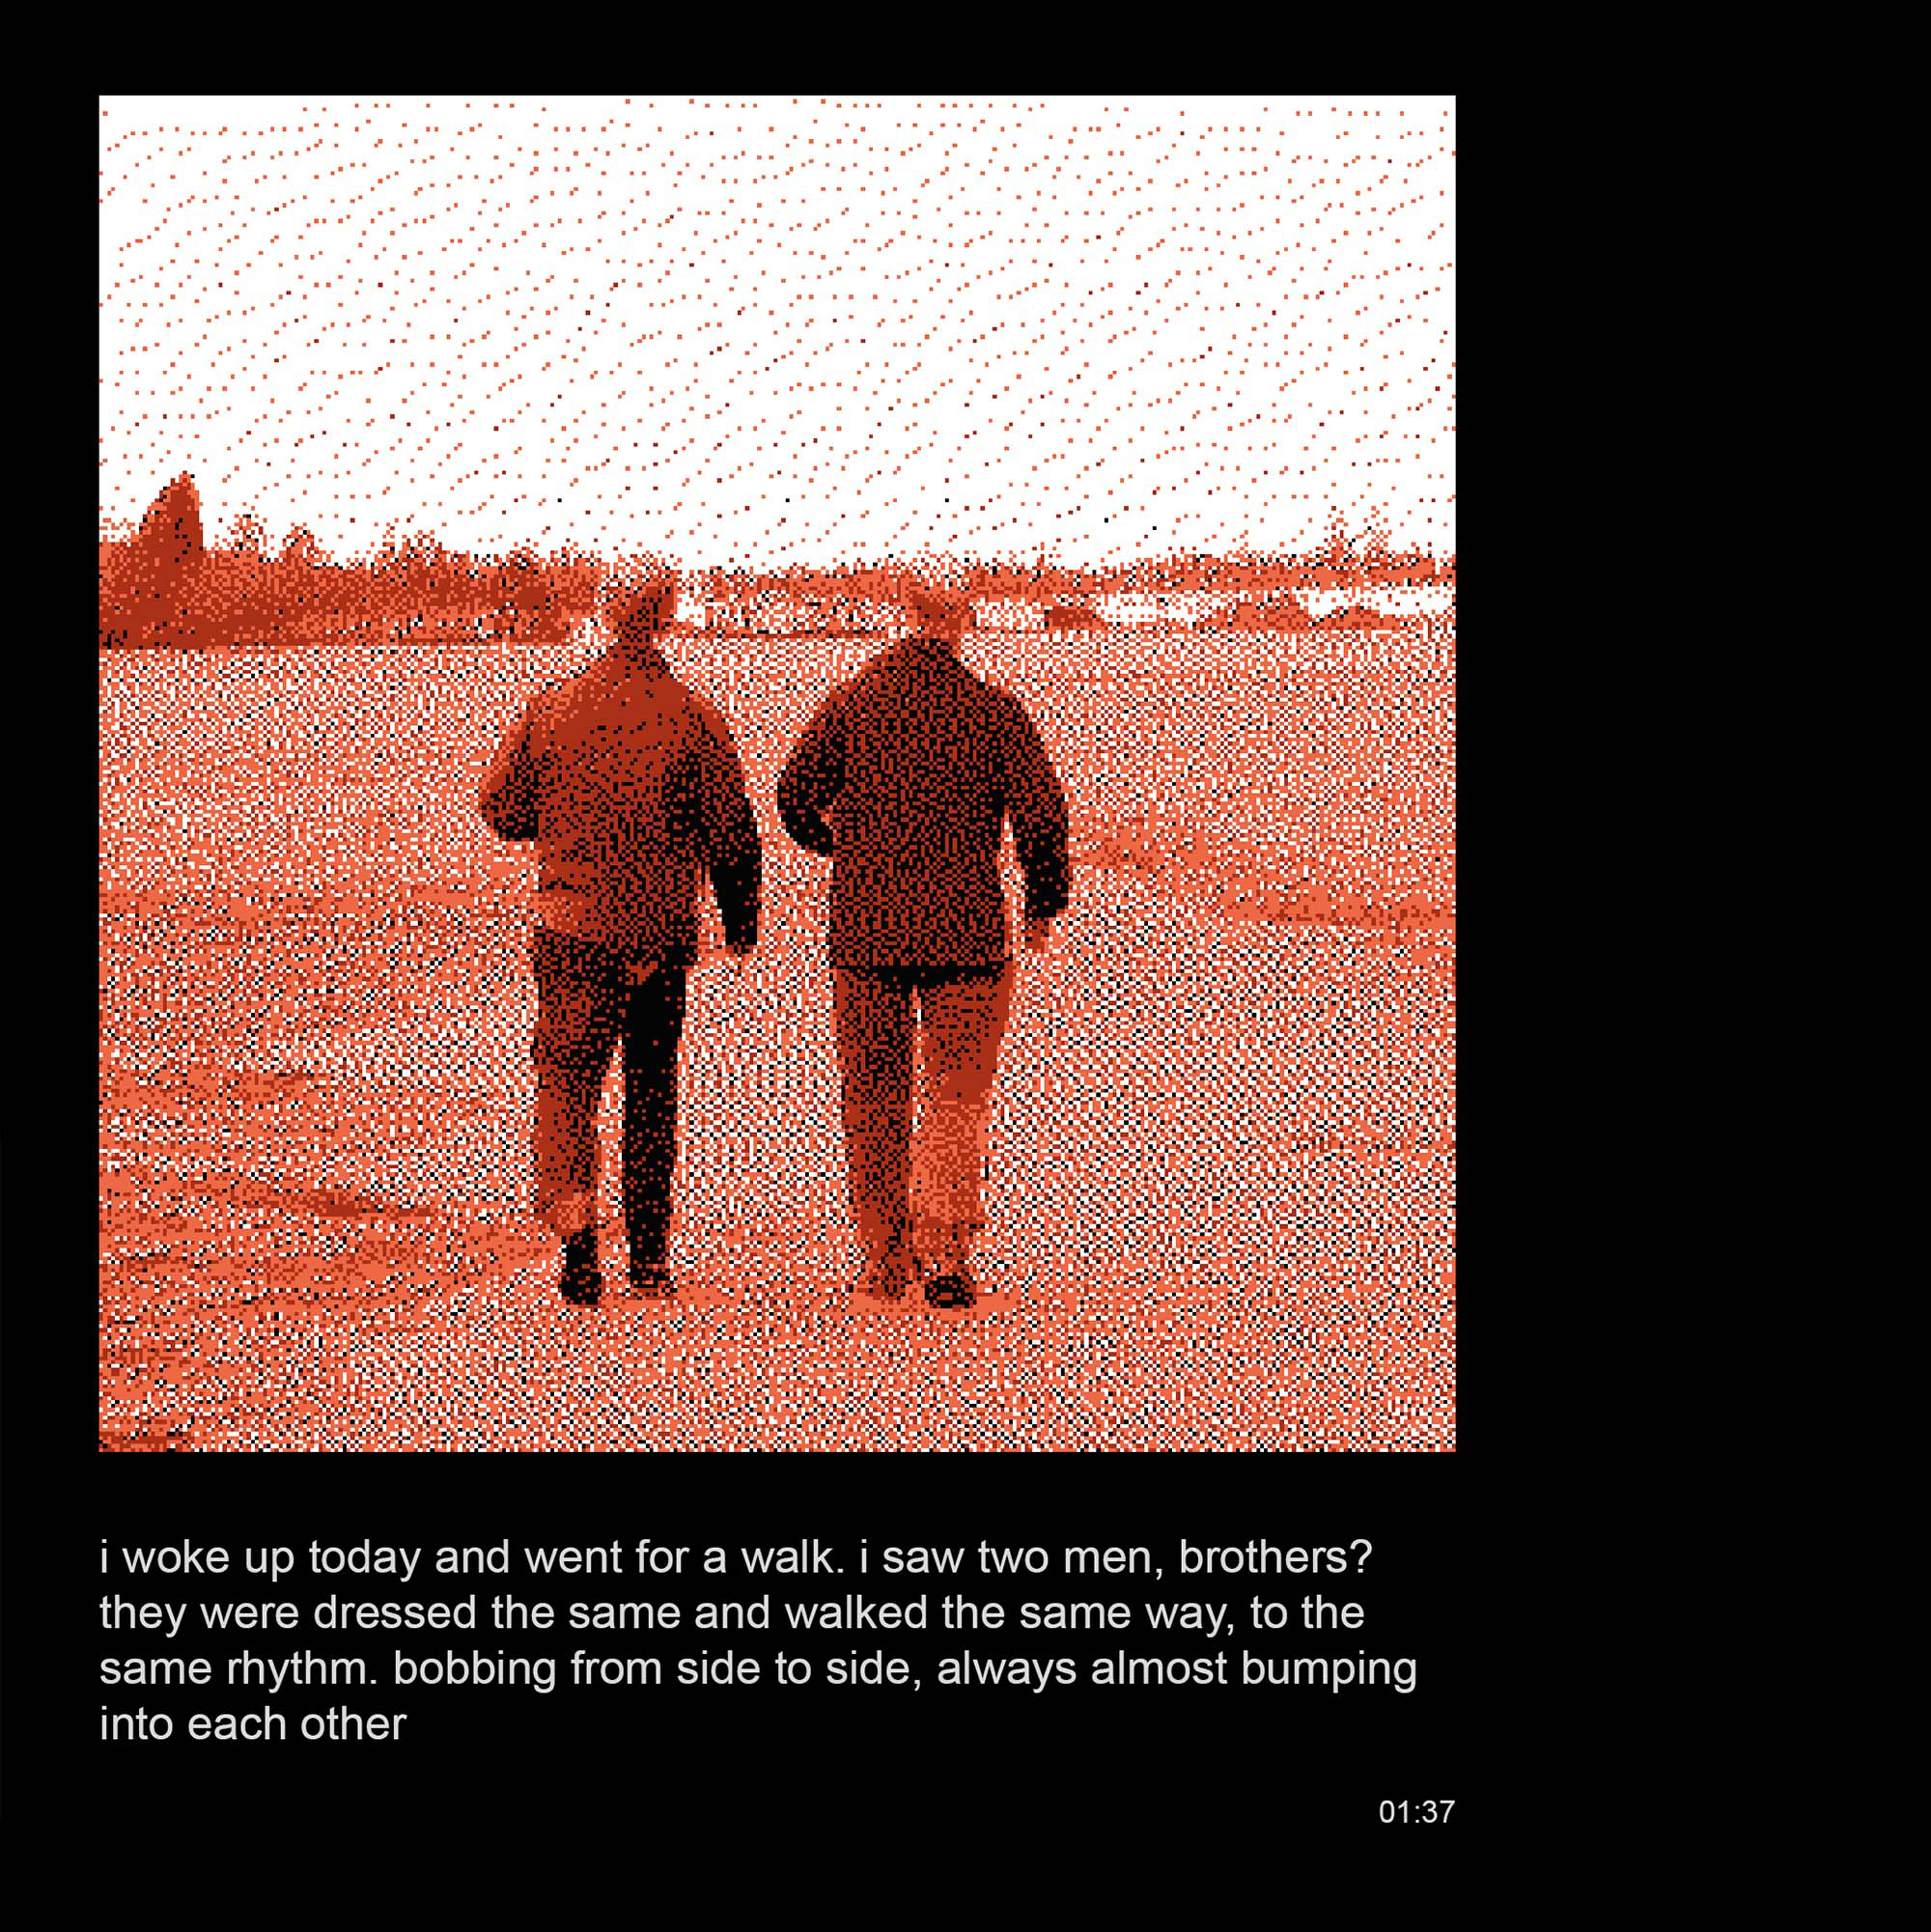 i woke up today and went for a walk. i saw two men, brothers?
they were dressed the same and walked the same way, to the
same rhythm. bobbing from side to side, always almost bumping
into each other
01:37